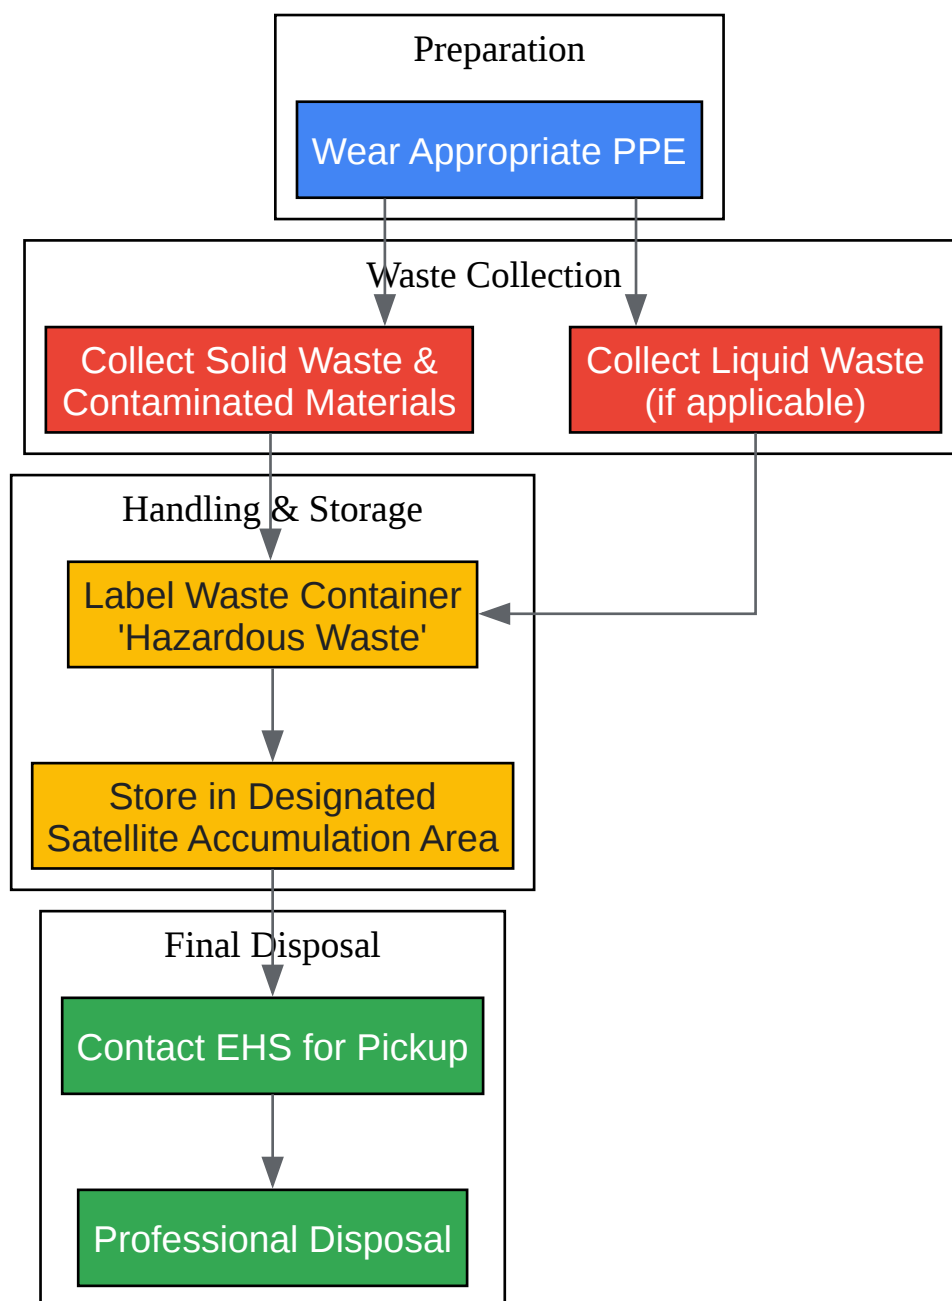 Preparation
Wear Appropriate PPE
Waste Collection
Collect Solid Waste &
Contaminated Materials
Collect Liquid Waste
(if applicable)
Handling & Storage
Label Waste Container
'Hazardous Waste'
Store in Designated
Satellite Accumulation Area
Final Disposal
Contact EHS for Pickup
Professional Disposal